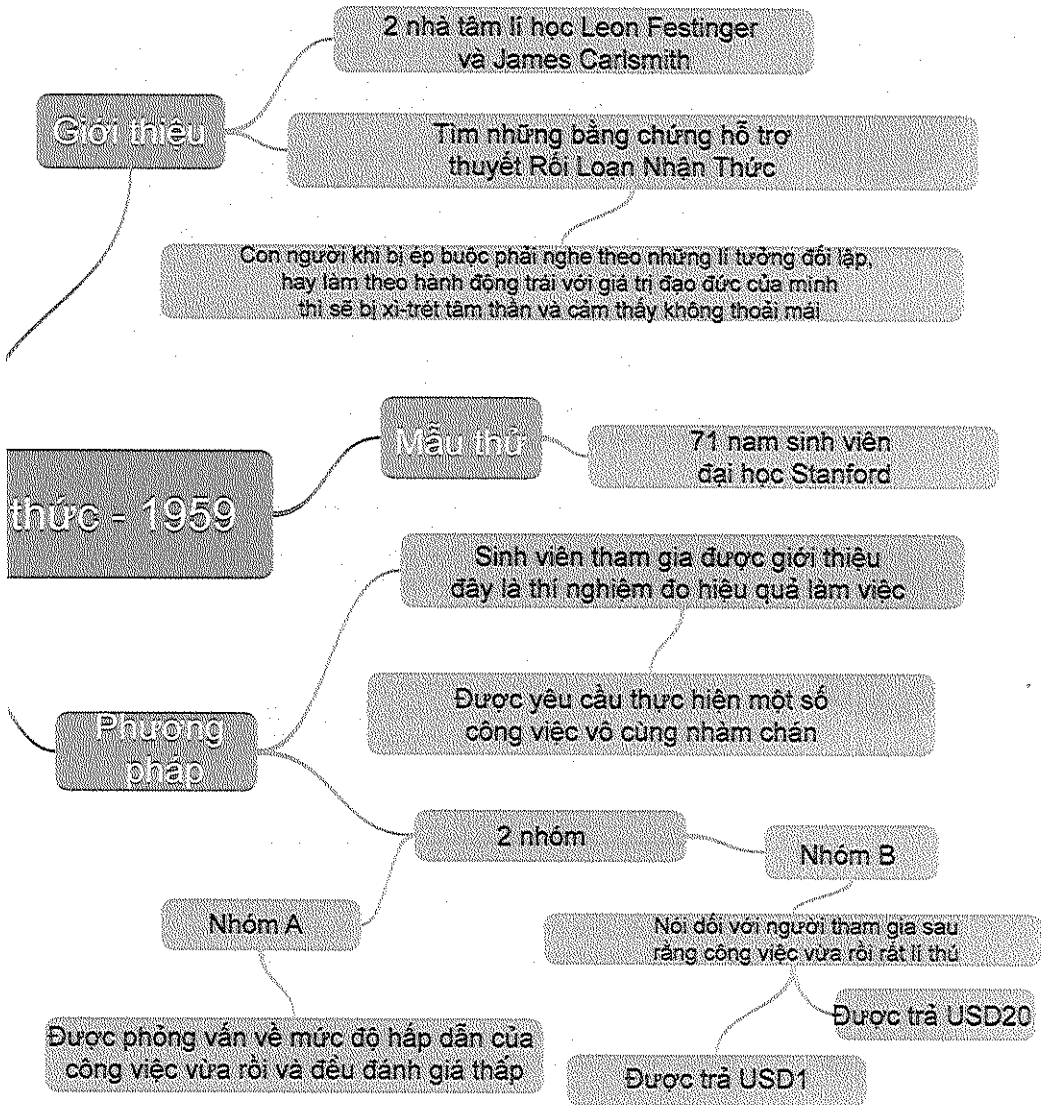 2 nhà tâm lí học Leon Festinger
và James Carlsmith
Giới thiệu
Tìm những bằng chứng hỗ trợ
thuyết Rối Loạn Nhận Thức
Con người khi bị ép buộc phải nghe theo những lí tưởng đối lập,
hay làm theo hành động trái với giá trị đạo đức của mình
thì sẽ bị xì-trét tâm thần và cảm thấy không thoải mái
Mẫu thử
71 nam sinh viên
đại học Stanford
thức - 1959
Sinh viên tham gia được giới thiệu
đây là thí nghiệm đo hiệu quả làm việc
Được yêu cầu thực hiện một số
công việc vô cùng nhàm chán
Phương
pháp
2 nhóm
Nhóm B
Nhóm A
Nói dối với người tham gia sau
rằng công việc vừa rồi rất lí thú
Được trả USD20
Được phỏng vấn về mức độ hấp dẫn của
công việc vừa rồi và đều đánh giá thấp
Được trả USD1